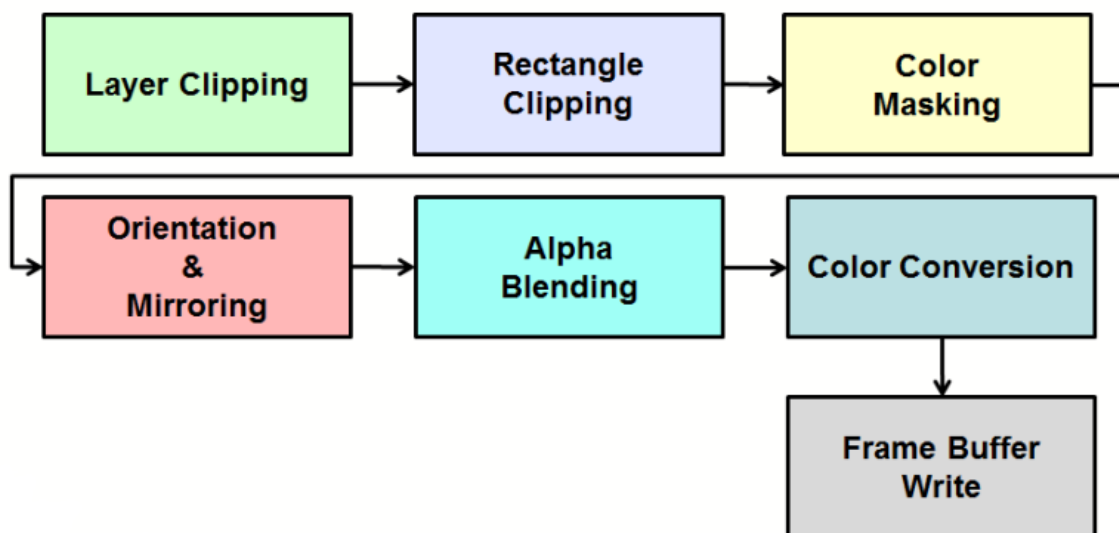 Layer Clipping
Rectangle
Clipping
Color
Masking
Orientation
&
Mirroring
Alpha
Blending
Color Conversion
Frame Buffer
Write